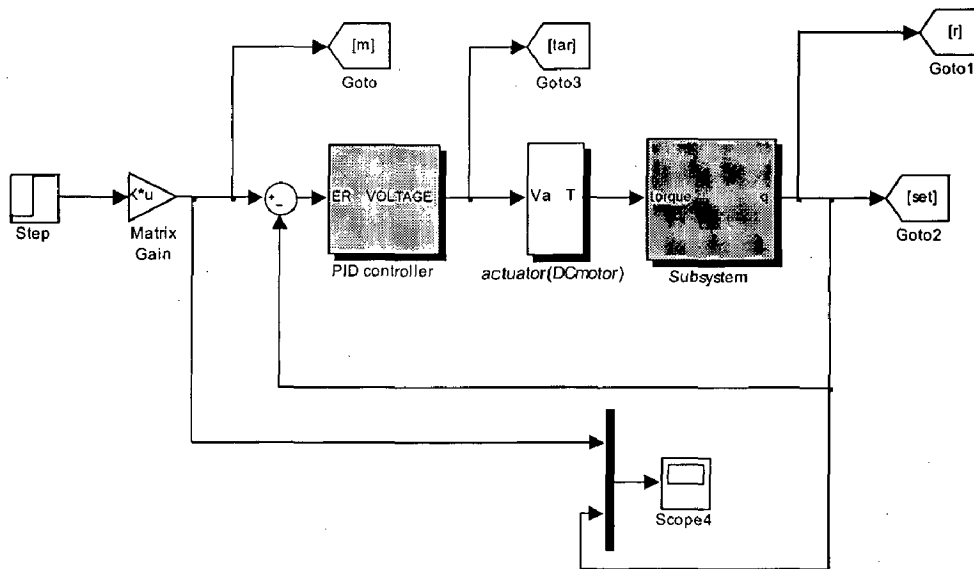 [m]
Goto
[tar]
Goto3
[r]
Goto1
Step
K*u
Matrix
Gain
+
-
ER VOLTAGE
PID controller
Va T
actuator(DCmotor)
torque q
Subsystem
[set]
Goto2
Scope4